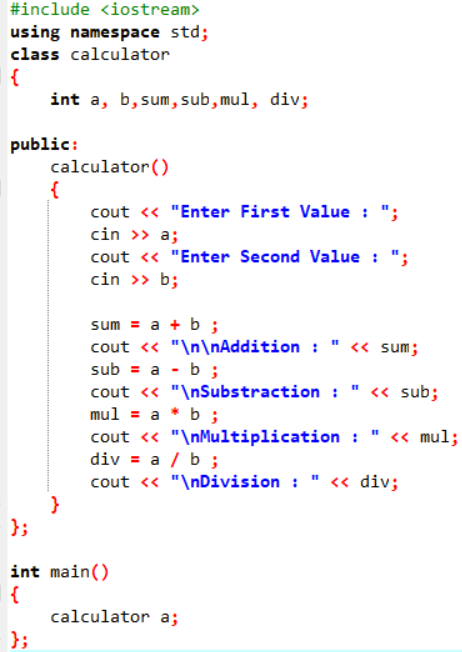 #include <iostream>
using namespace std;
class calculator
{
    int a, b,sum,sub,mul, div;

public:
    calculator()
    {
        cout << "Enter First Value : ";
        cin >> a;
        cout << "Enter Second Value : ";
        cin >> b;

        sum = a + b ;
        cout << "\n\nAddition : " << sum;
        sub = a - b ;
        cout << "\nSubstraction : " << sub;
        mul = a * b ;
        cout << "\nMultiplication : " << mul;
        div = a / b ;
        cout << "\nDivision : " << div;
    }
};

int main()
{
    calculator a;
};